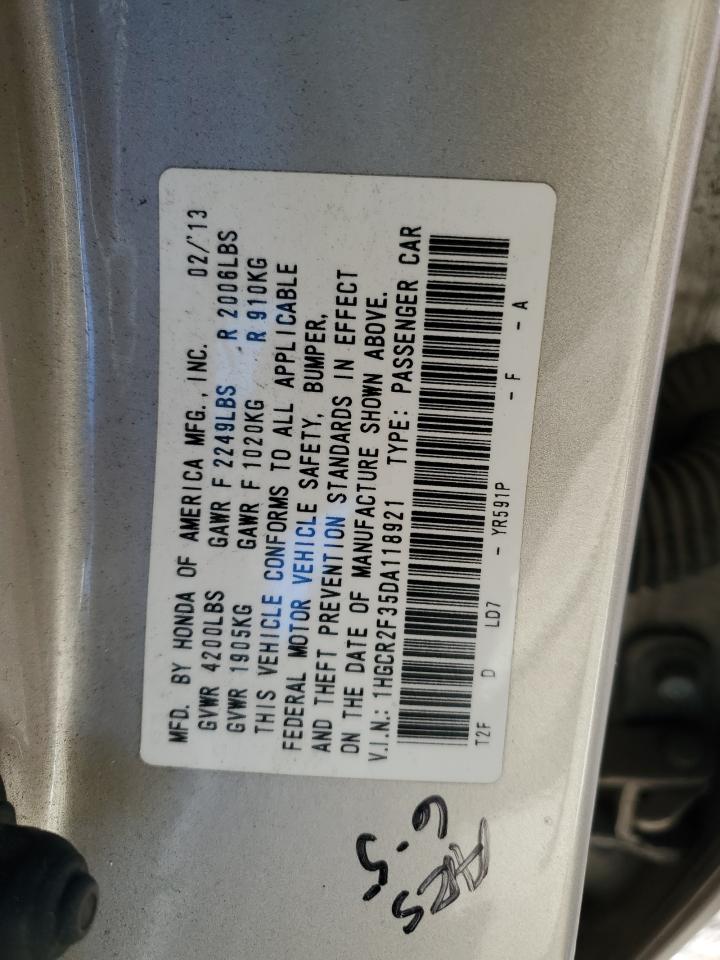 MFD. BY HONDA OF AMERICA MFG., INC. 02/'13
GVWR 4200LBS GAWR F 2249LBS R 2006LBS
GVWR 1905KG GAWR F 1020KG R 910KG
THIS VEHICLE CONFORMS TO ALL APPLICABLE
FEDERAL MOTOR VEHICLE SAFETY, BUMPER,
AND THEFT PREVENTION STANDARDS IN EFFECT
ON THE DATE OF MANUFACTURE SHOWN ABOVE.
V.I.N.: 1HGCR2F35DA118921 TYPE: PASSENGER CAR
T2F D LD7 - YR591P - F - A